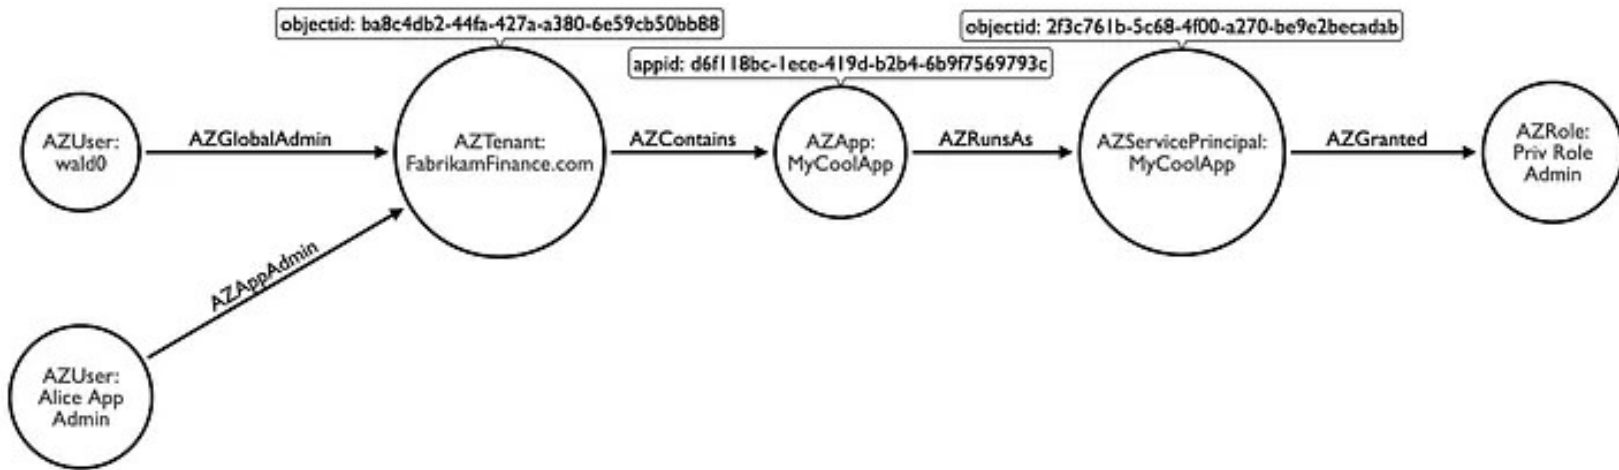 objectid: ba8c4db2-44fa-427a-a380-6e59cb50bb88
objectid: 2f3c761b-5c68-4f00-a270-be9e2becadab
appid: d6f118bc-1ece-419d-b2b4-6b9f7569793c
AZUser:
wald0
AZGlobalAdmin
AZTenant:
FabrikamFinance.com
AZContains
AZApp:
MyCoolApp
AZRunsAs
AZServicePrincipal:
MyCoolApp
AZGranted
AZRole:
Priv Role
Admin
AZAppAdmin
AZUser:
Alice App
Admin